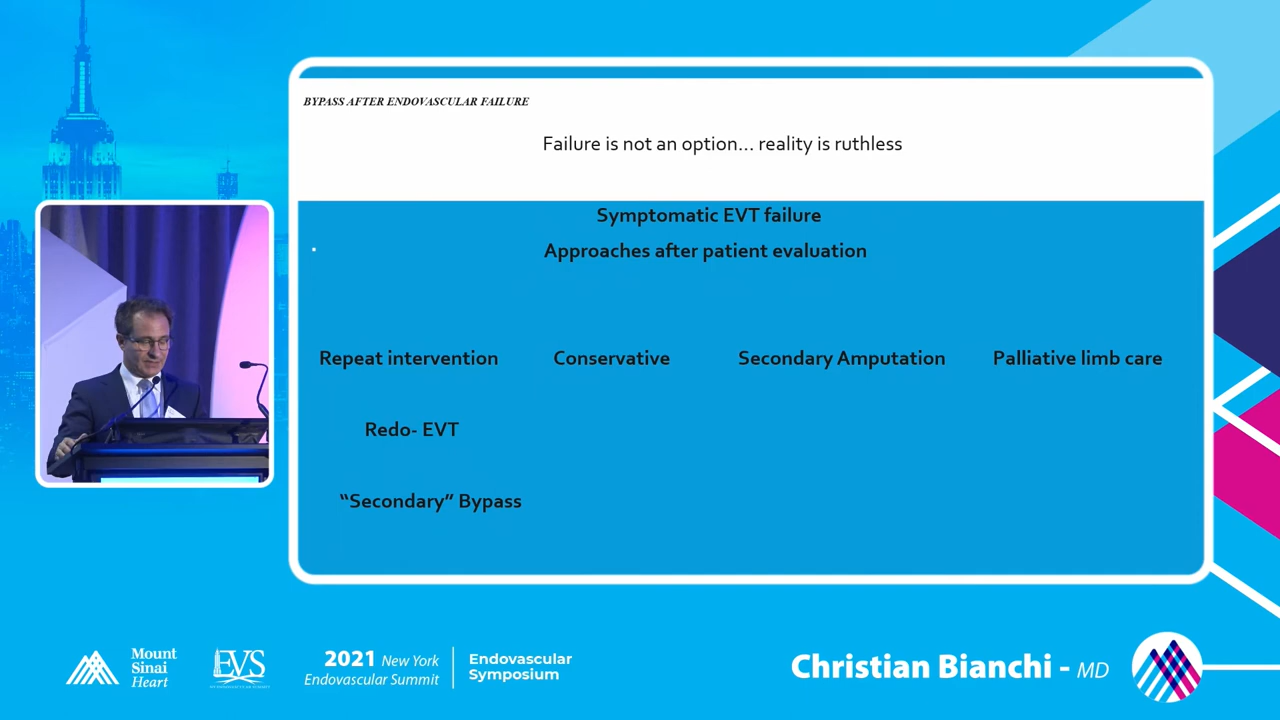 BYPASS AFTER ENDOVASCULAR FAILURE
Failure is not an option... reality is ruthless
Symptomatic EVT failure
Approaches after patient evaluation
Repeat intervention Conservative Secondary Amputation Palliative limb care
Redo- EVT
“Secondary” Bypass
Mount
Sinai
Heart
EVS
2021 New York
Endovascular Summit
Endovascular
Symposium
Christian Bianchi - MD